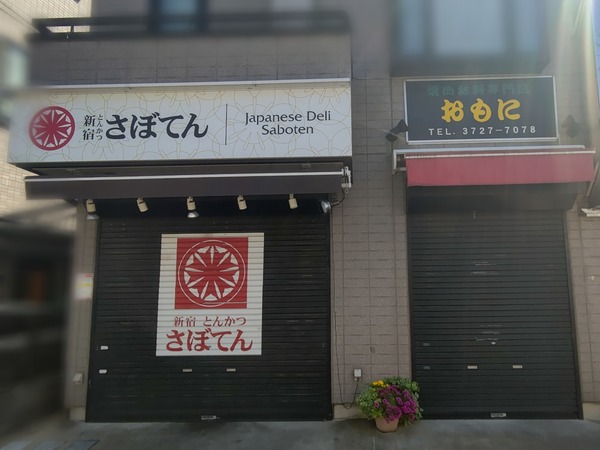 新宿 とんかつ さぼてん
Japanese Deli
Saboten
おもに
TEL. 3727-7078
新宿 とんかつ
さぼてん